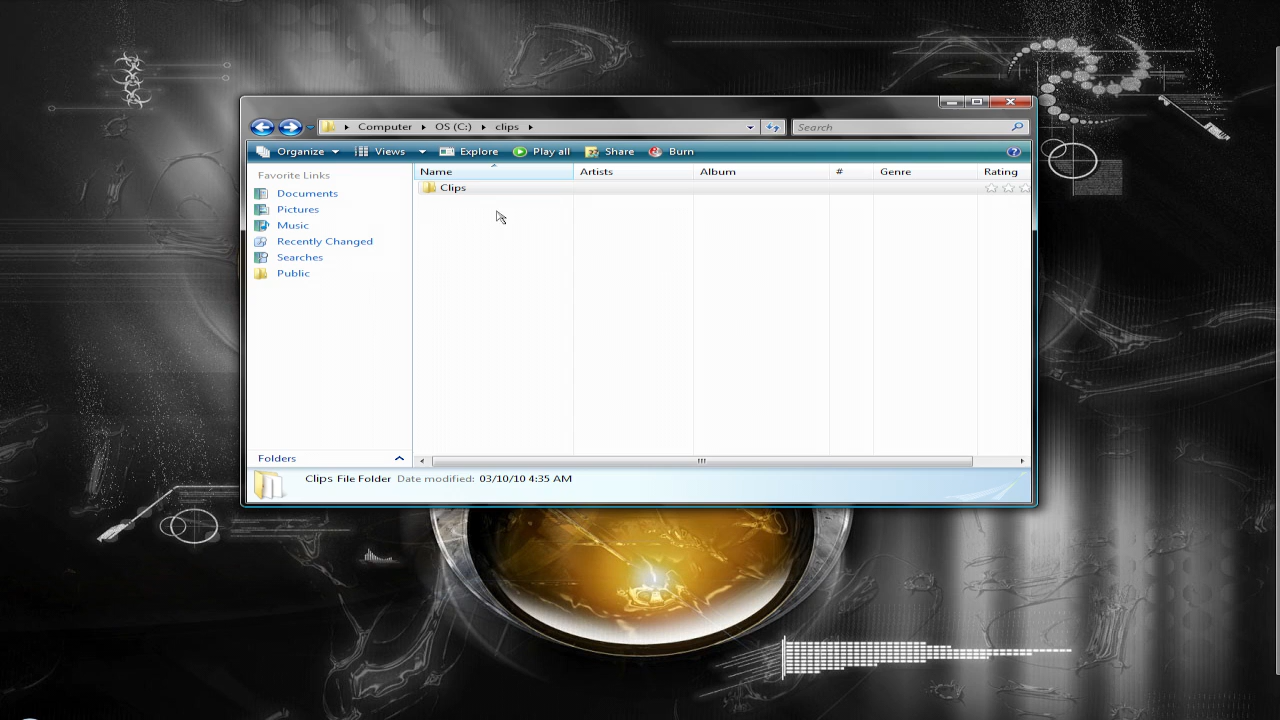 Computer OS (C:) clips Search
Organize Views Explore Play all Share Burn
Favorite Links
Documents
Pictures
Music
Recently Changed
Searches
Public
Folders
Name Artists Album # Genre Rating
Clips
Clips File Folder Date modified: 03/10/10 4:35 AM